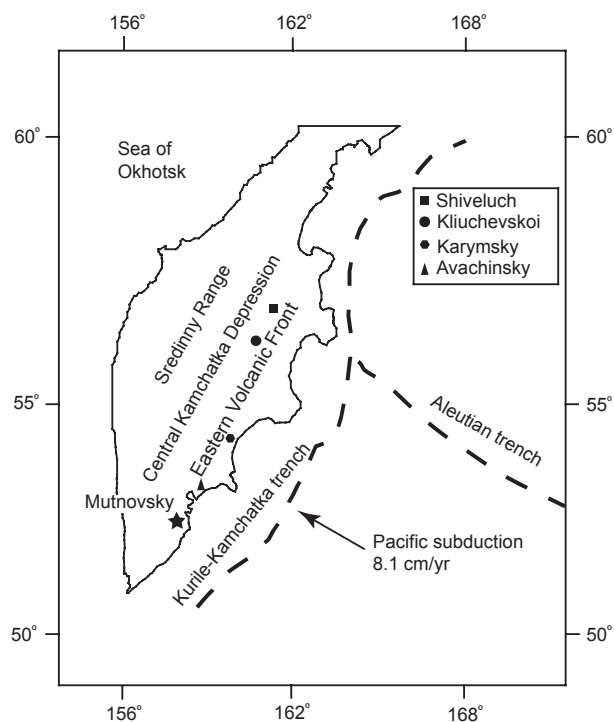 156˚ 162˚ 168˚
60˚ 60˚
Sea of
Okhotsk
Shiveluch
Kliuchevskoi
Karymsky
Avachinsky
Sredinny Range
Central Kamchatka Depression
Eastern Volcanic Front
55˚ 55˚
Aleutian trench
Mutnovsky
Kurile-Kamchatka trench
Pacific subduction
8.1 cm/yr
50˚ 50˚
156˚ 162˚ 168˚